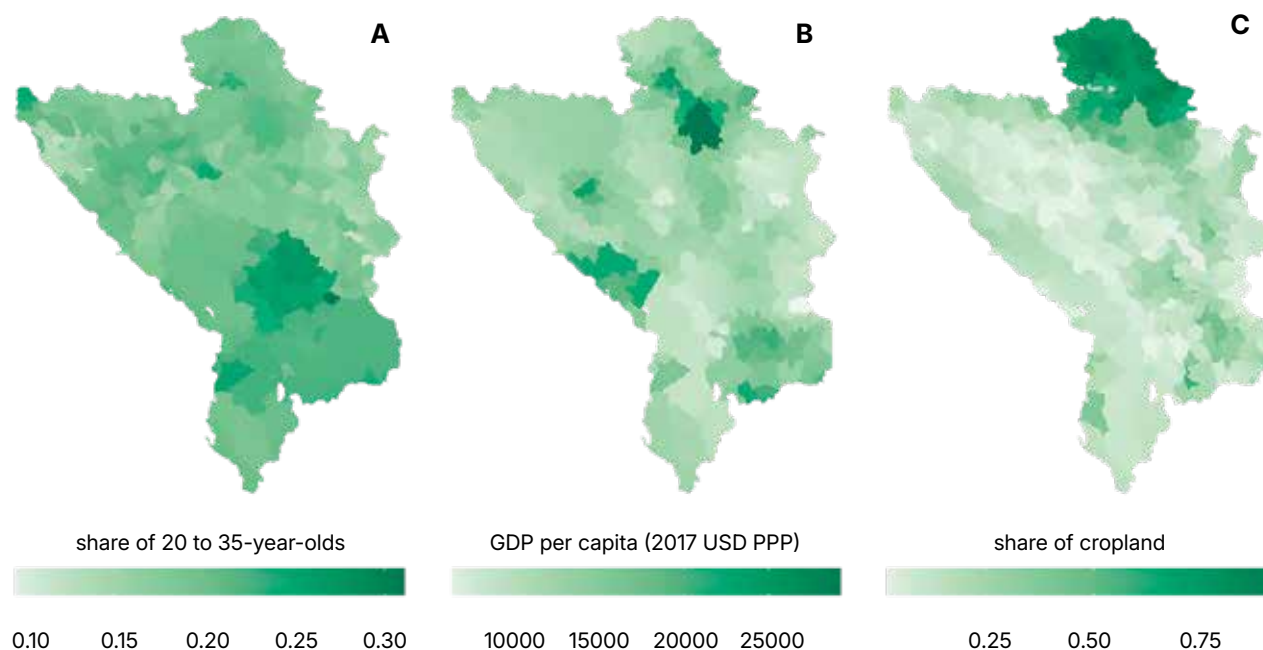 A
B
C
share of 20 to 35-year-olds
GDP per capita (2017 USD PPP)
share of cropland
0.10 0.15 0.20 0.25 0.30
10000 15000 20000 25000
0.25 0.50 0.75